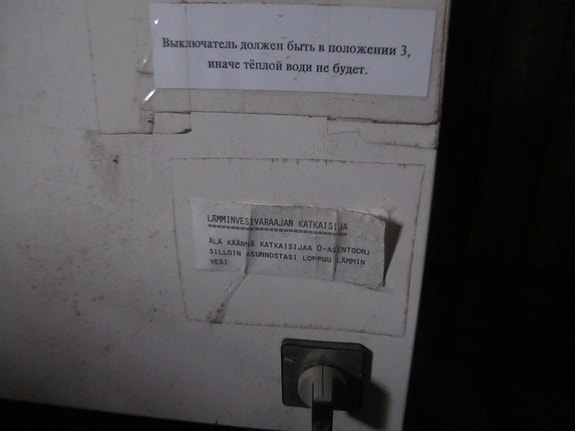 Выключатель должен быть в положении 3,
иначе тёплой води не будет.
LÄMMINVESIVARAAJAN KATKAISIJA
ÄLÄ KÄÄNNÄ KATKAISIJAA 0-ASENTOON;
SILLOIN ASUNNOSTASI LOPPUU LÄMMIN
VESI